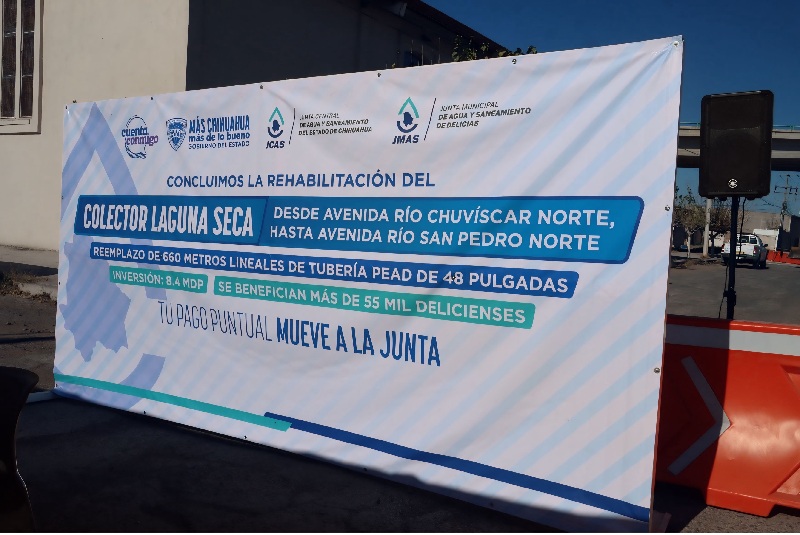 cuenta conmigo
MÁS CHIHUAHUA
más de lo bueno
GOBIERNO DEL ESTADO
JCAS
JUNTA CENTRAL
DE AGUA Y SANEAMIENTO
DEL ESTADO DE CHIHUAHUA
JMAS
JUNTA MUNICIPAL
DE AGUA Y SANEAMIENTO
DE DELICIAS
CONCLUIMOS LA REHABILITACIÓN DEL
COLECTOR LAGUNA SECA
DESDE AVENIDA RÍO CHUVÍSCAR NORTE,
HASTA AVENIDA RÍO SAN PEDRO NORTE
REEMPLAZO DE 660 METROS LINEALES DE TUBERÍA PEAD DE 48 PULGADAS
INVERSIÓN: 8.4 MDP
SE BENEFICIAN MÁS DE 55 MIL DELICIENSES
TU PAGO PUNTUAL MUEVE A LA JUNTA